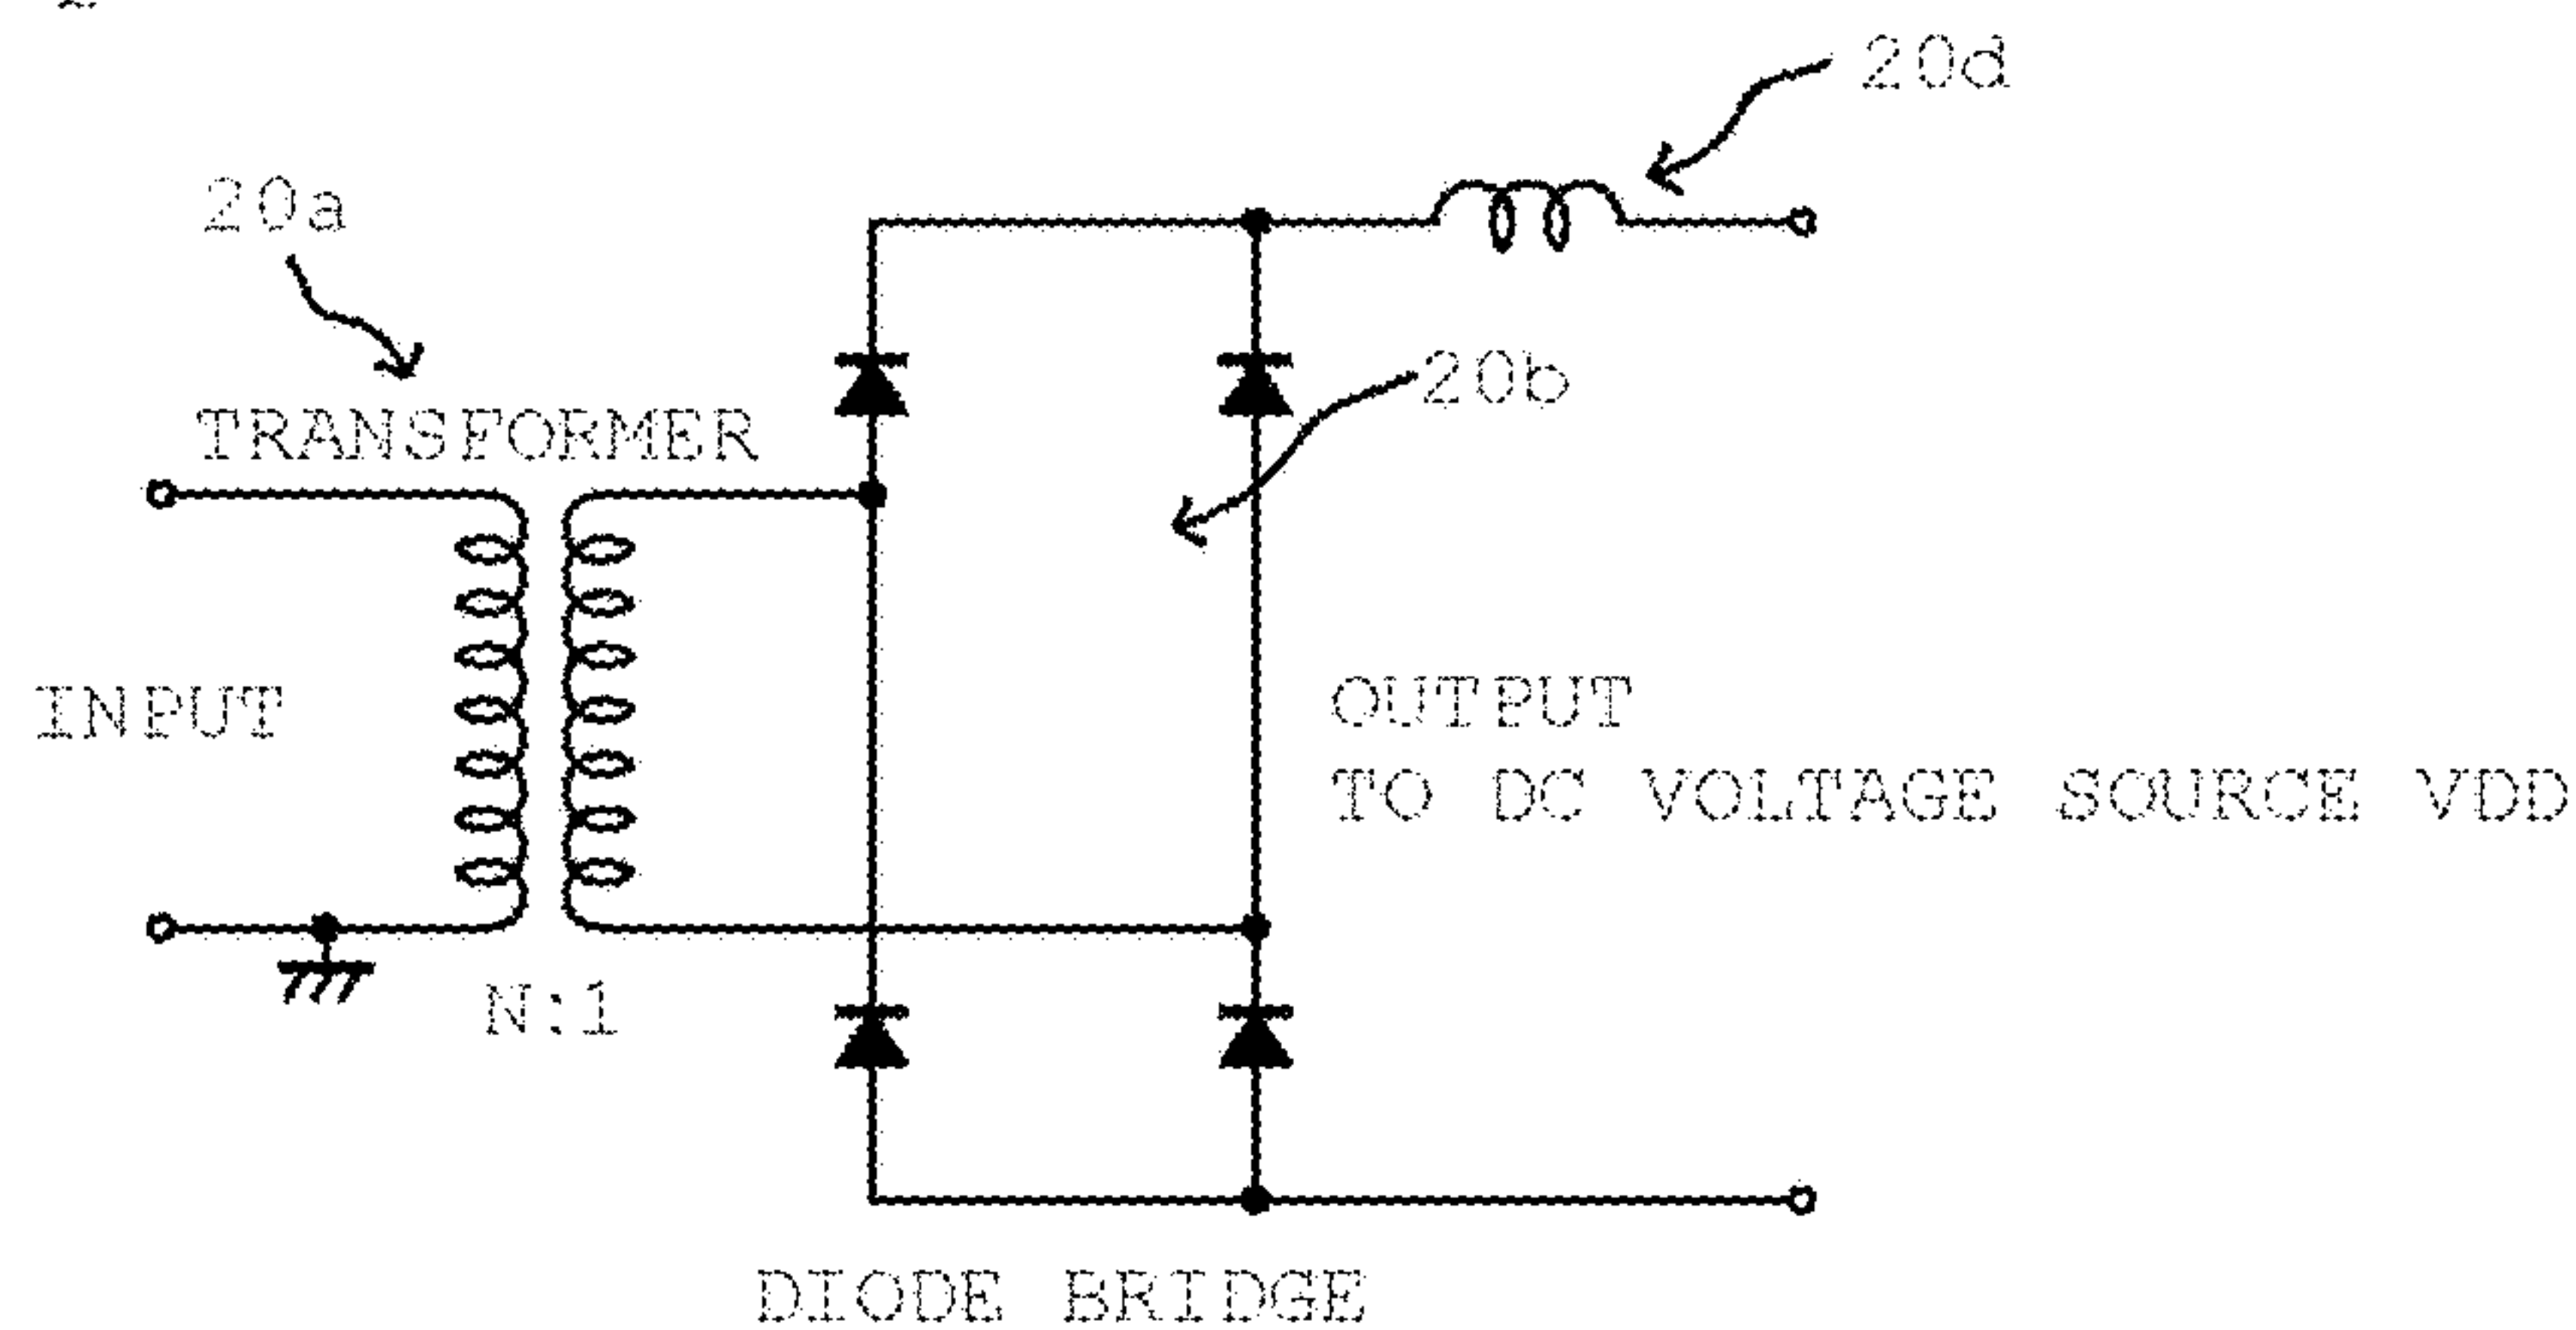 20d
20a
20b
TRANSFORMER
INPUT
OUTPUT
TO DC VOLTAGE SOURCE VDD
N:1
DIODE BRIDGE